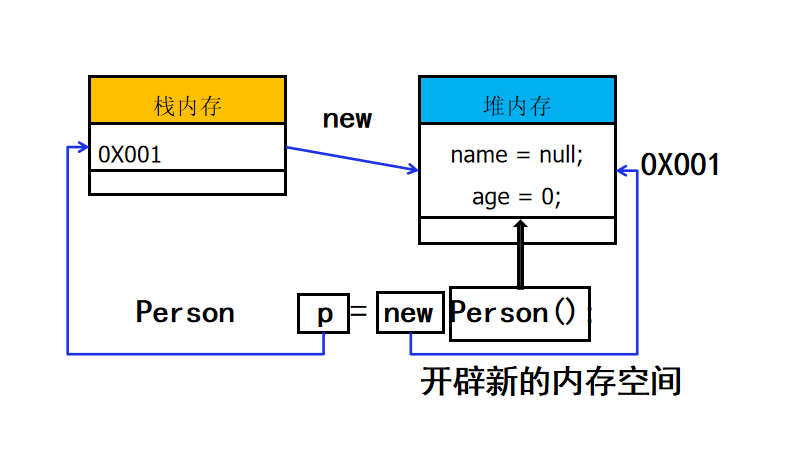 栈内存
new
堆内存
0X001
name = null;
age = 0;
0X001
Person p = new Person();
开辟新的内存空间